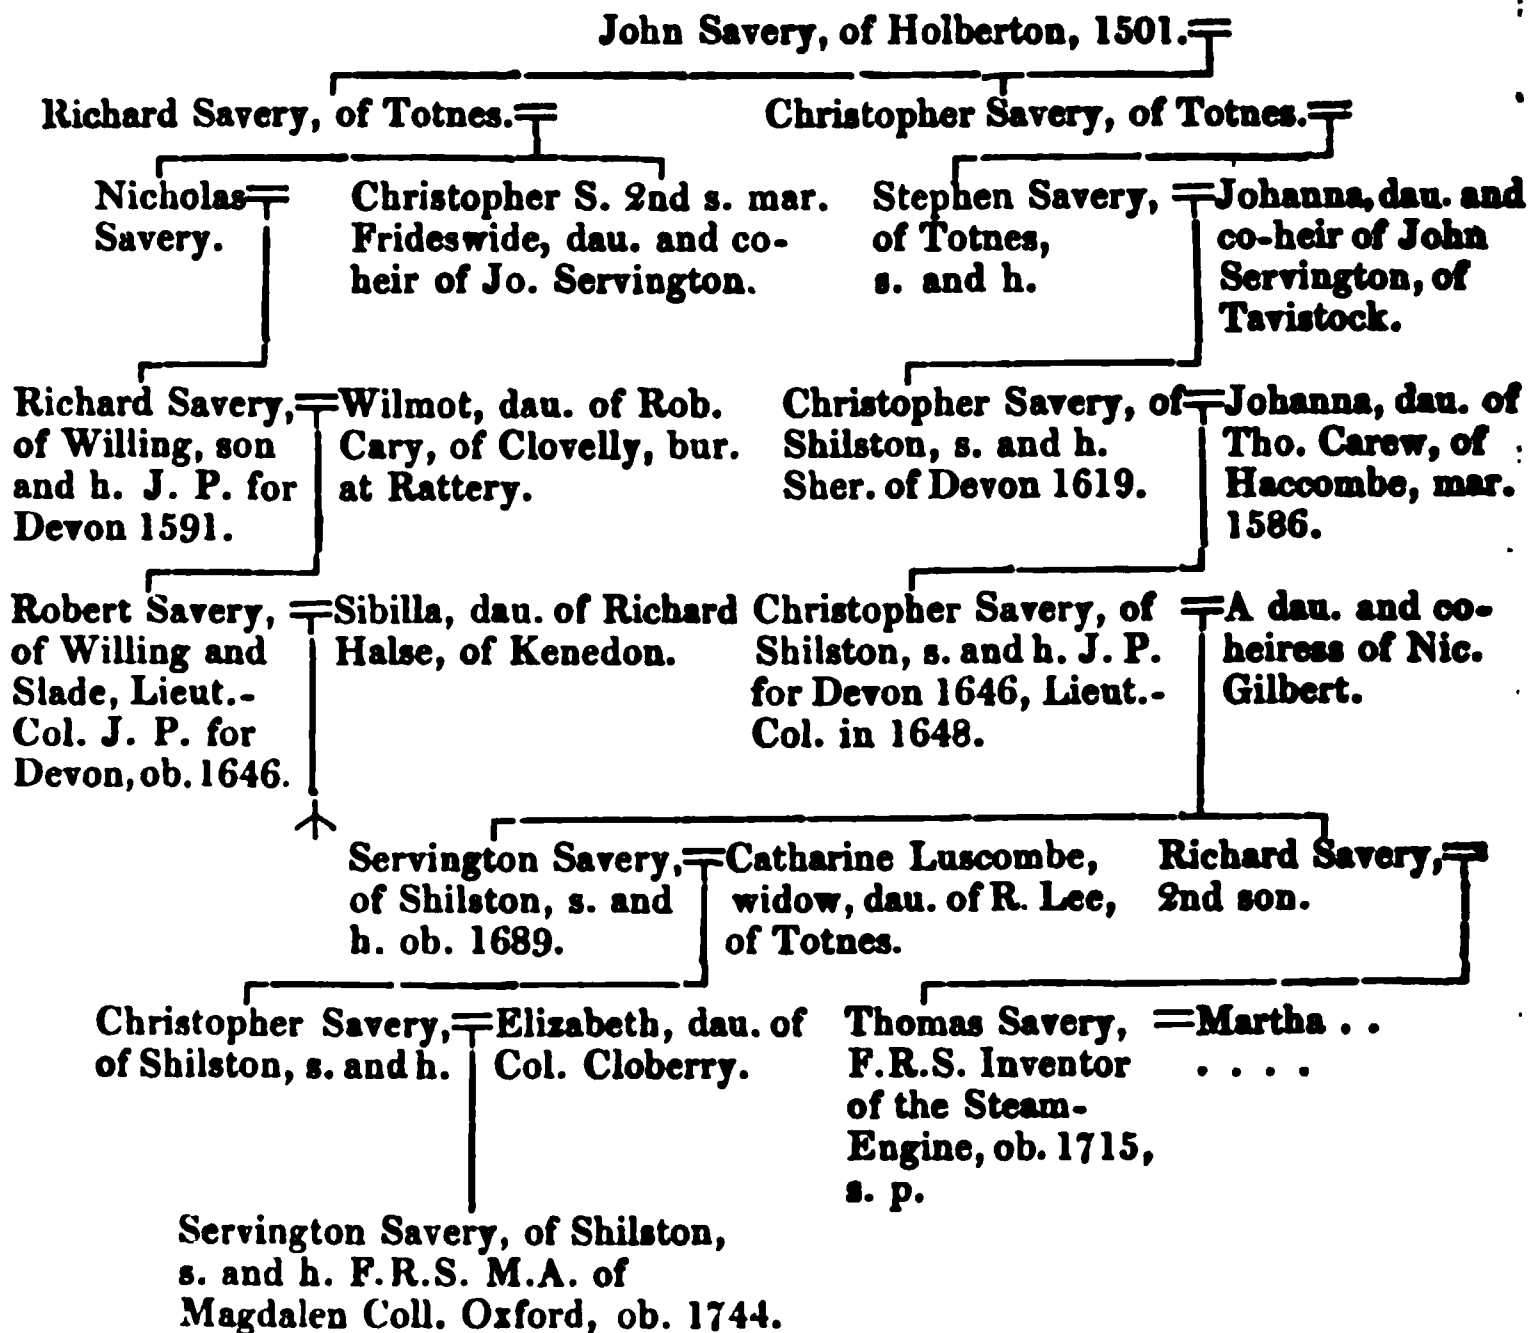 John Savery, of Holberton, 1501.
Richard Savery, of Totnes.
Christopher Savery, of Totnes.
Nicholas
Savery.
Christopher S. 2nd s. mar.
Frideswide, dau. and co-
heir of Jo. Servington.
Stephen Savery,
of Totnes,
s. and h.
Johanna, dau. and
co-heir of John
Servington, of
Tavistock.
Richard Savery,
of Willing, son
and h. J. P. for
Devon 1591.
Wilmot, dau. of Rob.
Cary, of Clovelly, bur.
at Rattery.
Christopher Savery, of
Shilston, s. and h.
Sher. of Devon 1619.
Johanna, dau. of
Tho. Carew, of
Haccombe, mar.
1586.
Robert Savery,
of Willing and
Slade, Lieut.-
Col. J. P. for
Devon, ob. 1646.
Sibilla, dau. of Richard
Halse, of Kenedon.
Christopher Savery, of
Shilston, s. and h. J. P.
for Devon 1646, Lieut.-
Col. in 1648.
A dau. and co-
heiress of Nic.
Gilbert.
Servington Savery,
of Shilston, s. and
h. ob. 1689.
Catharine Luscombe,
widow, dau. of R. Lee,
of Totnes.
Richard Savery,
2nd son.
Christopher Savery,
of Shilston, s. and h.
Elizabeth, dau. of
Col. Cloberry.
Thomas Savery,
F.R.S. Inventor
of the Steam-
Engine, ob. 1715,
s. p.
Martha . .
. . . .
Servington Savery, of Shilston,
s. and h. F.R.S. M.A. of
Magdalen Coll. Oxford, ob. 1744.